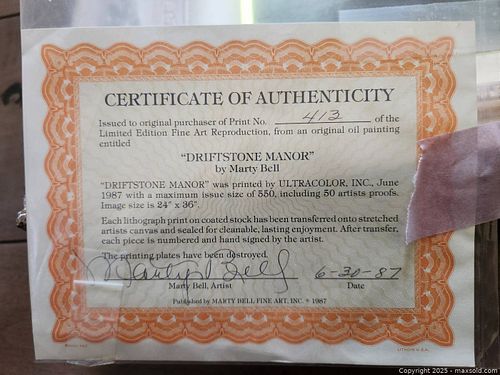 CERTIFICATE OF AUTHENTICITY
Issued to original purchaser of Print No. 413 of the
Limited Edition Fine Art Reproduction, from an original oil painting
entitled
"DRIFTSTONE MANOR"
by Marty Bell
"DRIFTSTONE MANOR" was printed by ULTRACOLOR, INC., June
1987 with a maximum issue size of 550, including 50 artists proofs.
Image size is 24" x 36".
Each lithograph print on coated stock has been transferred onto stretched
artists canvas and sealed for cleanable, lasting enjoyment. After transfer,
each piece is numbered and hand signed by the artist.
The printing plates have been destroyed.
Marty Bell 6-30-87
Marty Bell, Artist Date
Published by MARTY BELL FINE ART, INC. © 1987
LITHO IN U.S.A.
Copyright 2025 - maxsold.com